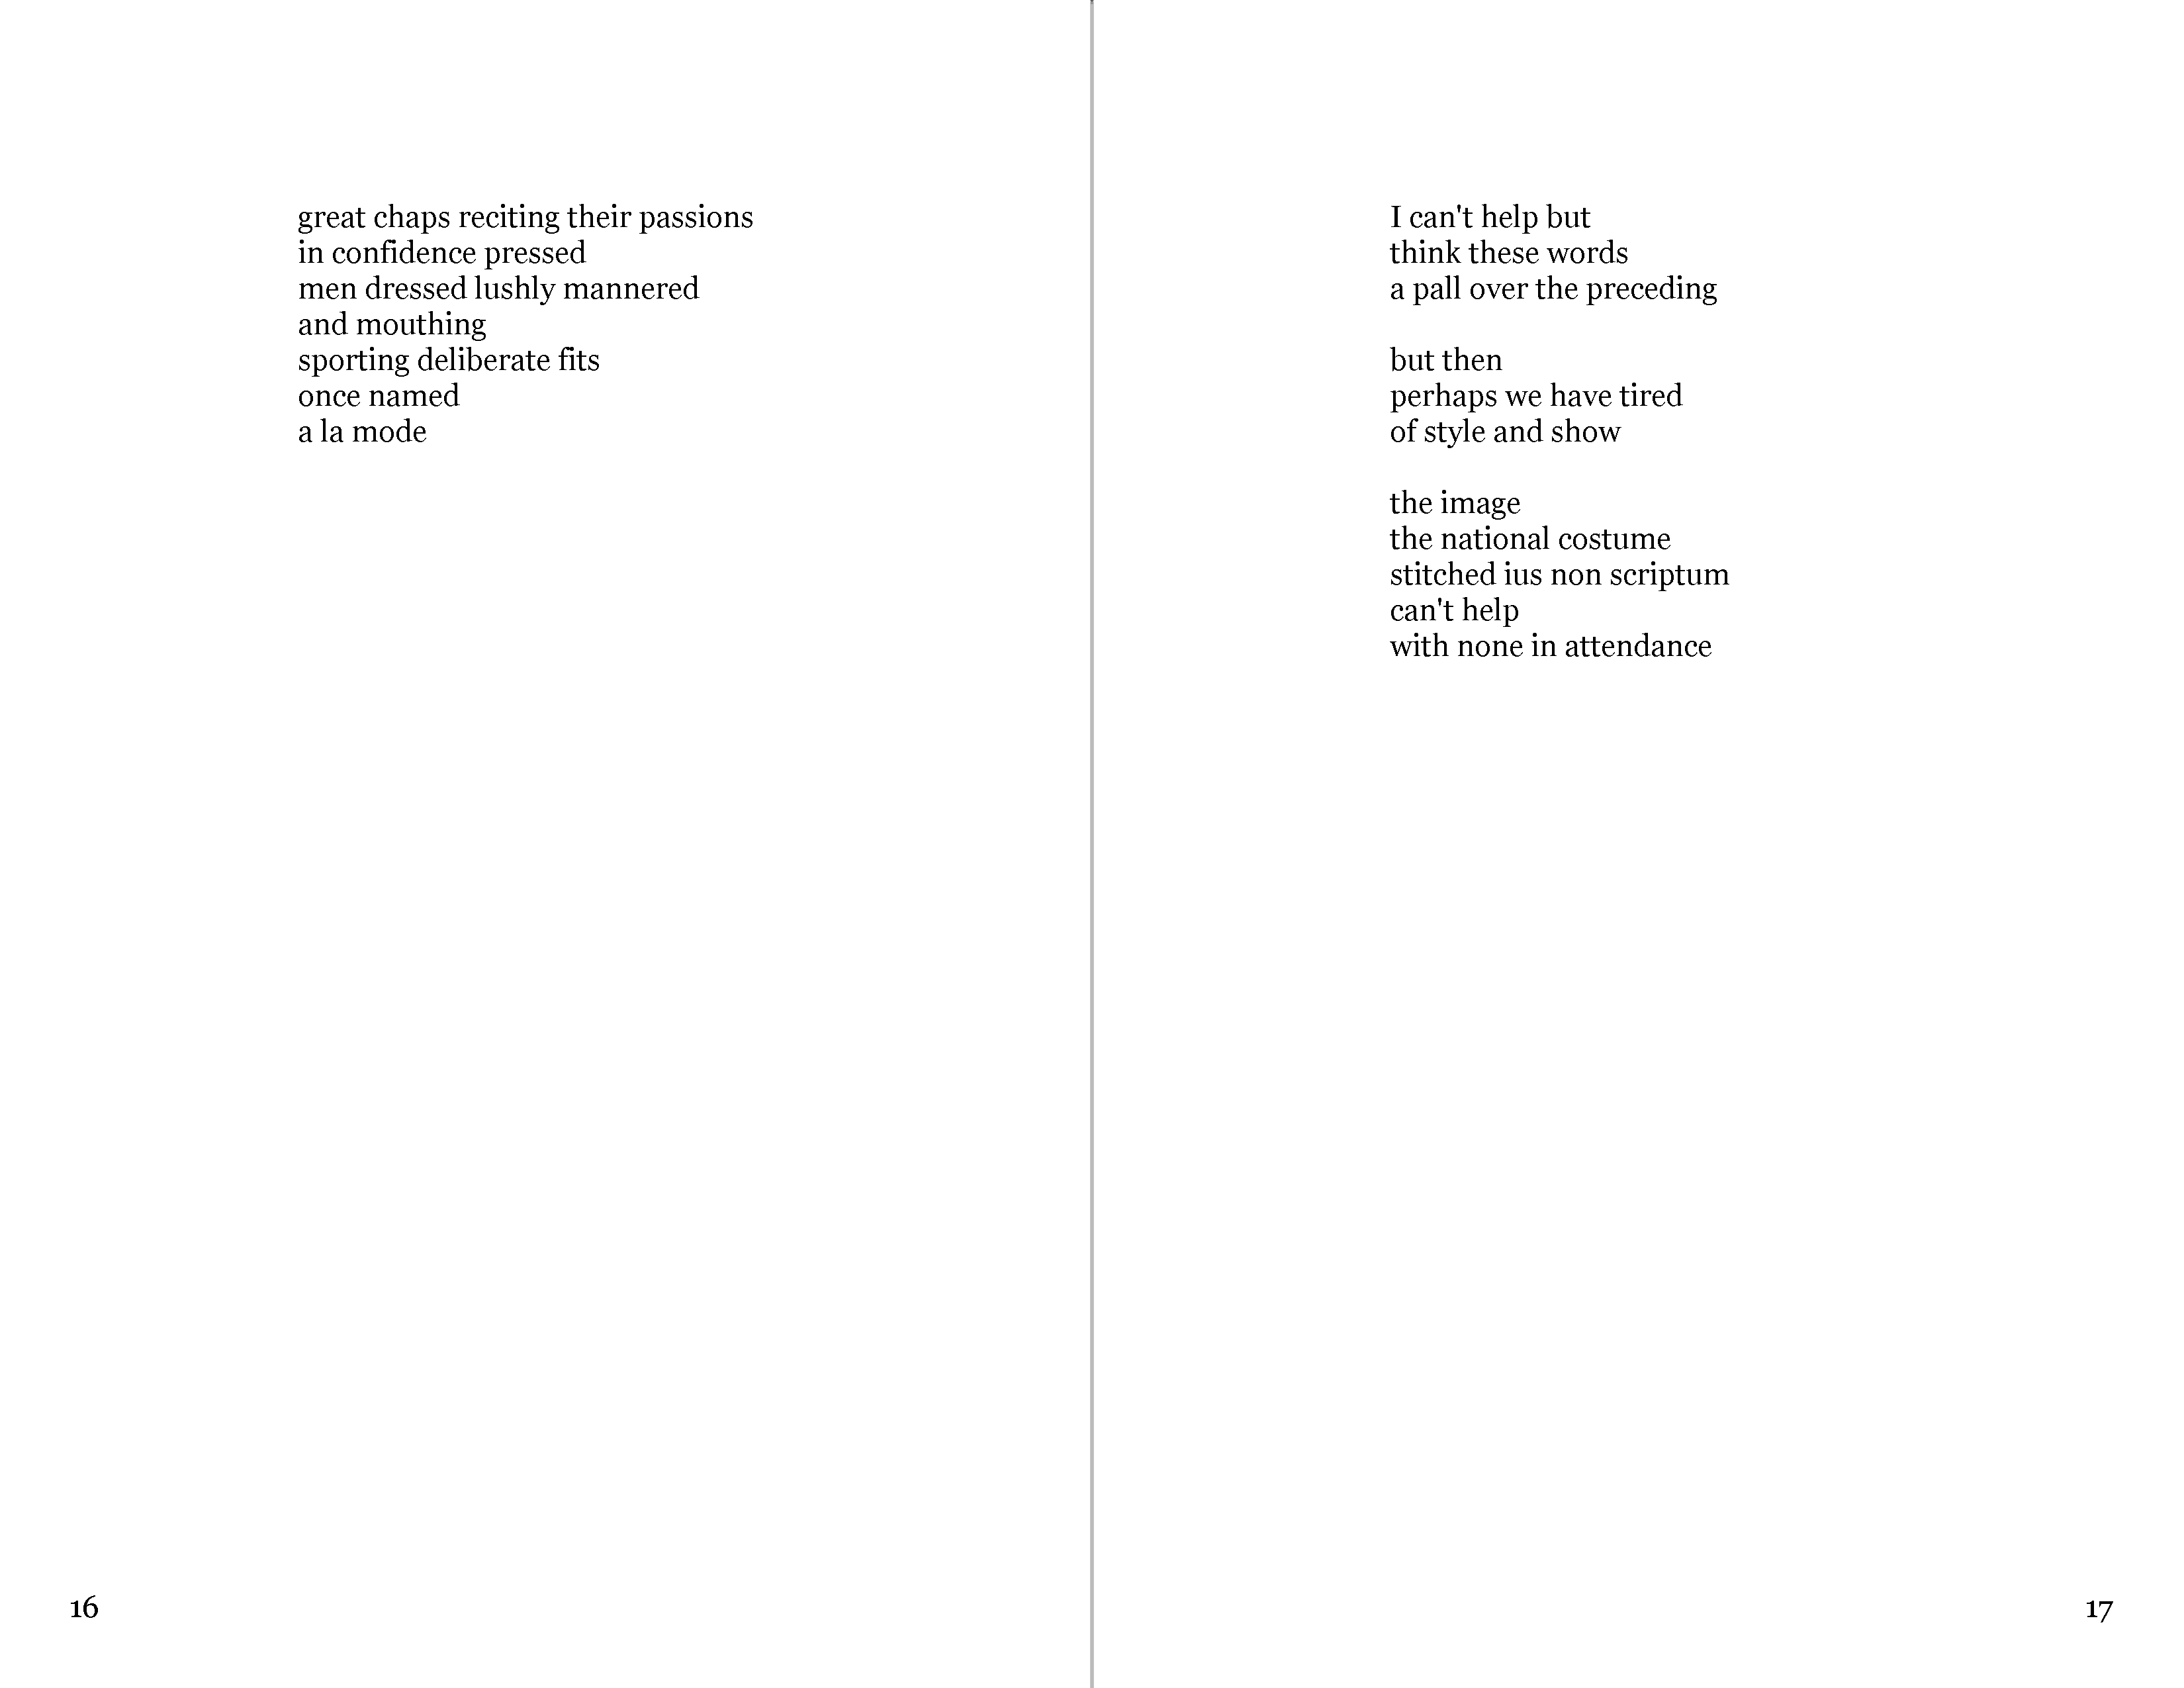 great chaps reciting their passions
in confidence pressed
men dressed lushly mannered
and mouthing
sporting deliberate fits
once named
a la mode
16
I can't help but
think these words
a pall over the preceding
but then
perhaps we have tired
of style and show
the image
the national costume
stitched ius non scriptum
can't help
with none in attendance
17